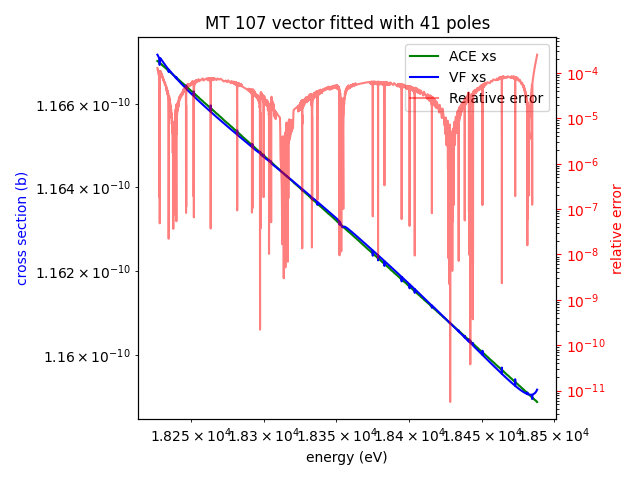 MT 107 vector fitted with 41 poles
ACE xs
VF xs
Relative error
cross section (b)
1.166 × 10⁻¹⁰
1.164 × 10⁻¹⁰
1.162 × 10⁻¹⁰
1.16 × 10⁻¹⁰
10⁻⁴
10⁻⁵
10⁻⁶
10⁻⁷
10⁻⁸
10⁻⁹
10⁻¹⁰
10⁻¹¹
relative error
1.825 × 10⁴ 1.83 × 10⁴ 1.835 × 10⁴ 1.84 × 10⁴ 1.845 × 10⁴ 1.85 × 10⁴
energy (eV)